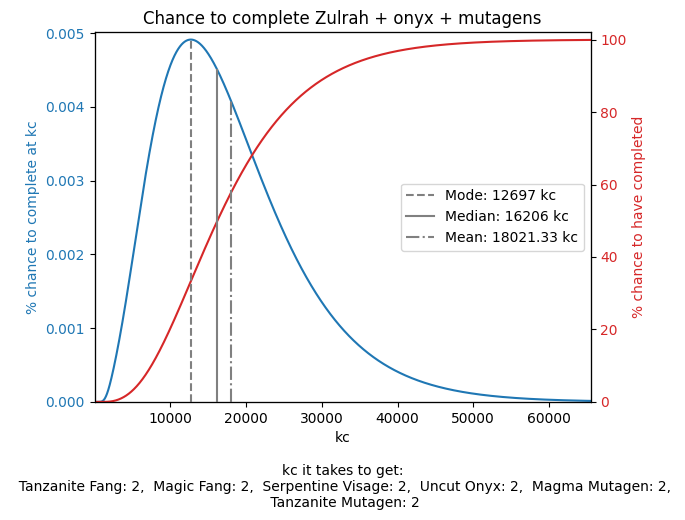 Chance to complete Zulrah + onyx + mutagens
0.005
0.004
0.003
0.002
0.001
0.000
% chance to complete at kc
100
80
60
40
20
0
% chance to have completed
Mode: 12697 kc
Median: 16206 kc
Mean: 18021.33 kc
10000 20000 30000 40000 50000 60000
kc
kc it takes to get:
Tanzanite Fang: 2, Magic Fang: 2, Serpentine Visage: 2, Uncut Onyx: 2, Magma Mutagen: 2,
Tanzanite Mutagen: 2